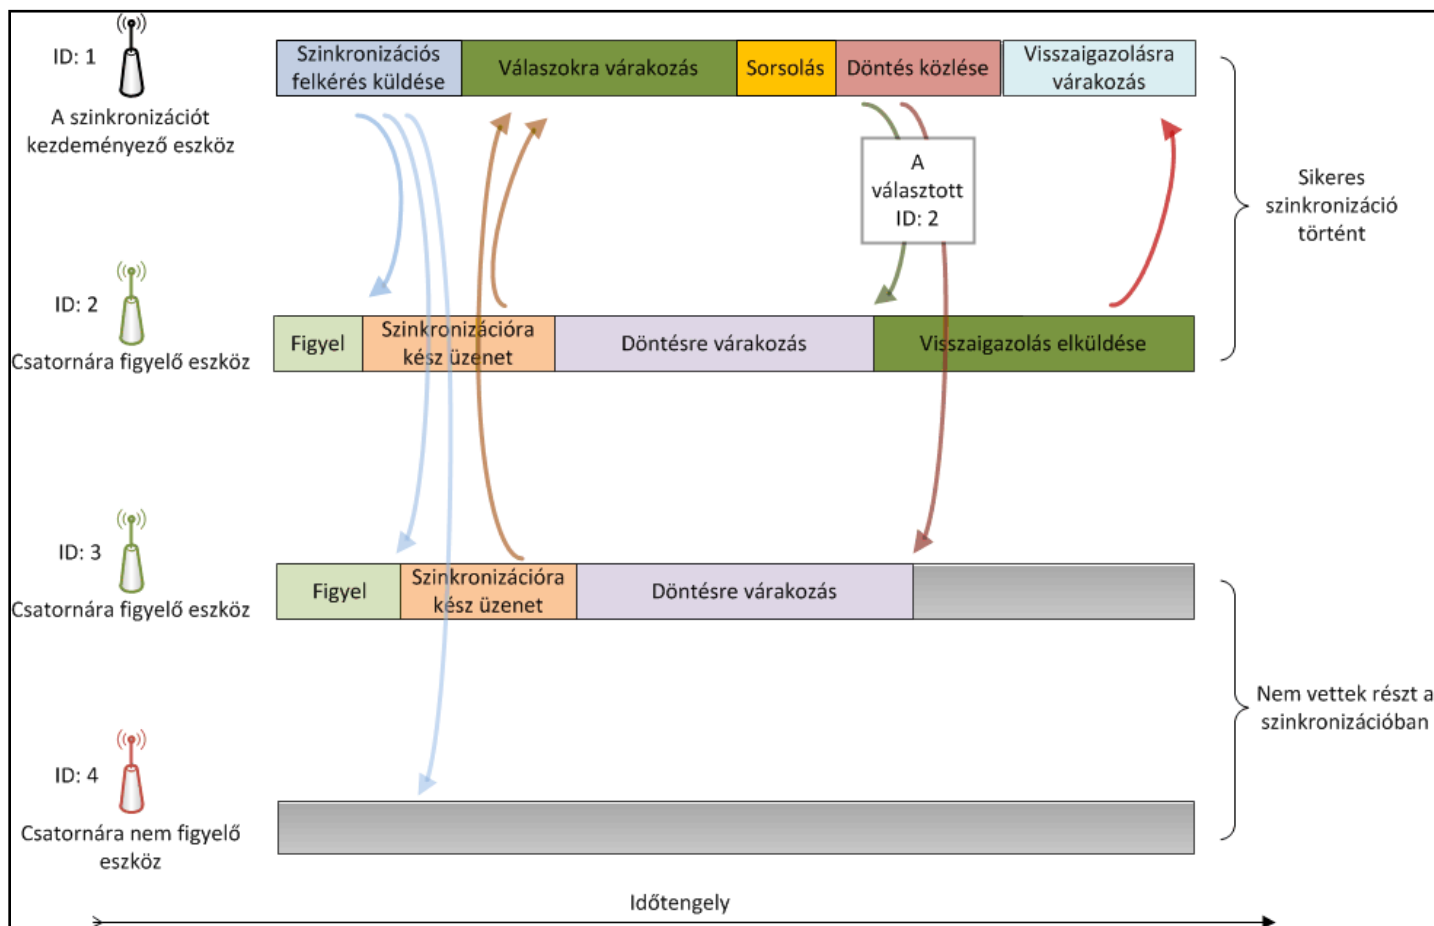 ID: 1
A szinkronizációt
kezdeményező eszköz
Szinkronizációs
felkérés küldése
Válaszokra várakozás
Sorsolás
Döntés közlése
Visszaigazolásra
várakozás
A
választott
ID: 2
Sikeres
szinkronizáció
történt
ID: 2
Csatornára figyelő eszköz
Figyel
Szinkronizációra
kész üzenet
Döntésre várakozás
Visszaigazolás elküldése
ID: 3
Csatornára figyelő eszköz
Figyel
Szinkronizációra
kész üzenet
Döntésre várakozás
Nem vettek részt a
szinkronizációban
ID: 4
Csatornára nem figyelő
eszköz
Időtengely